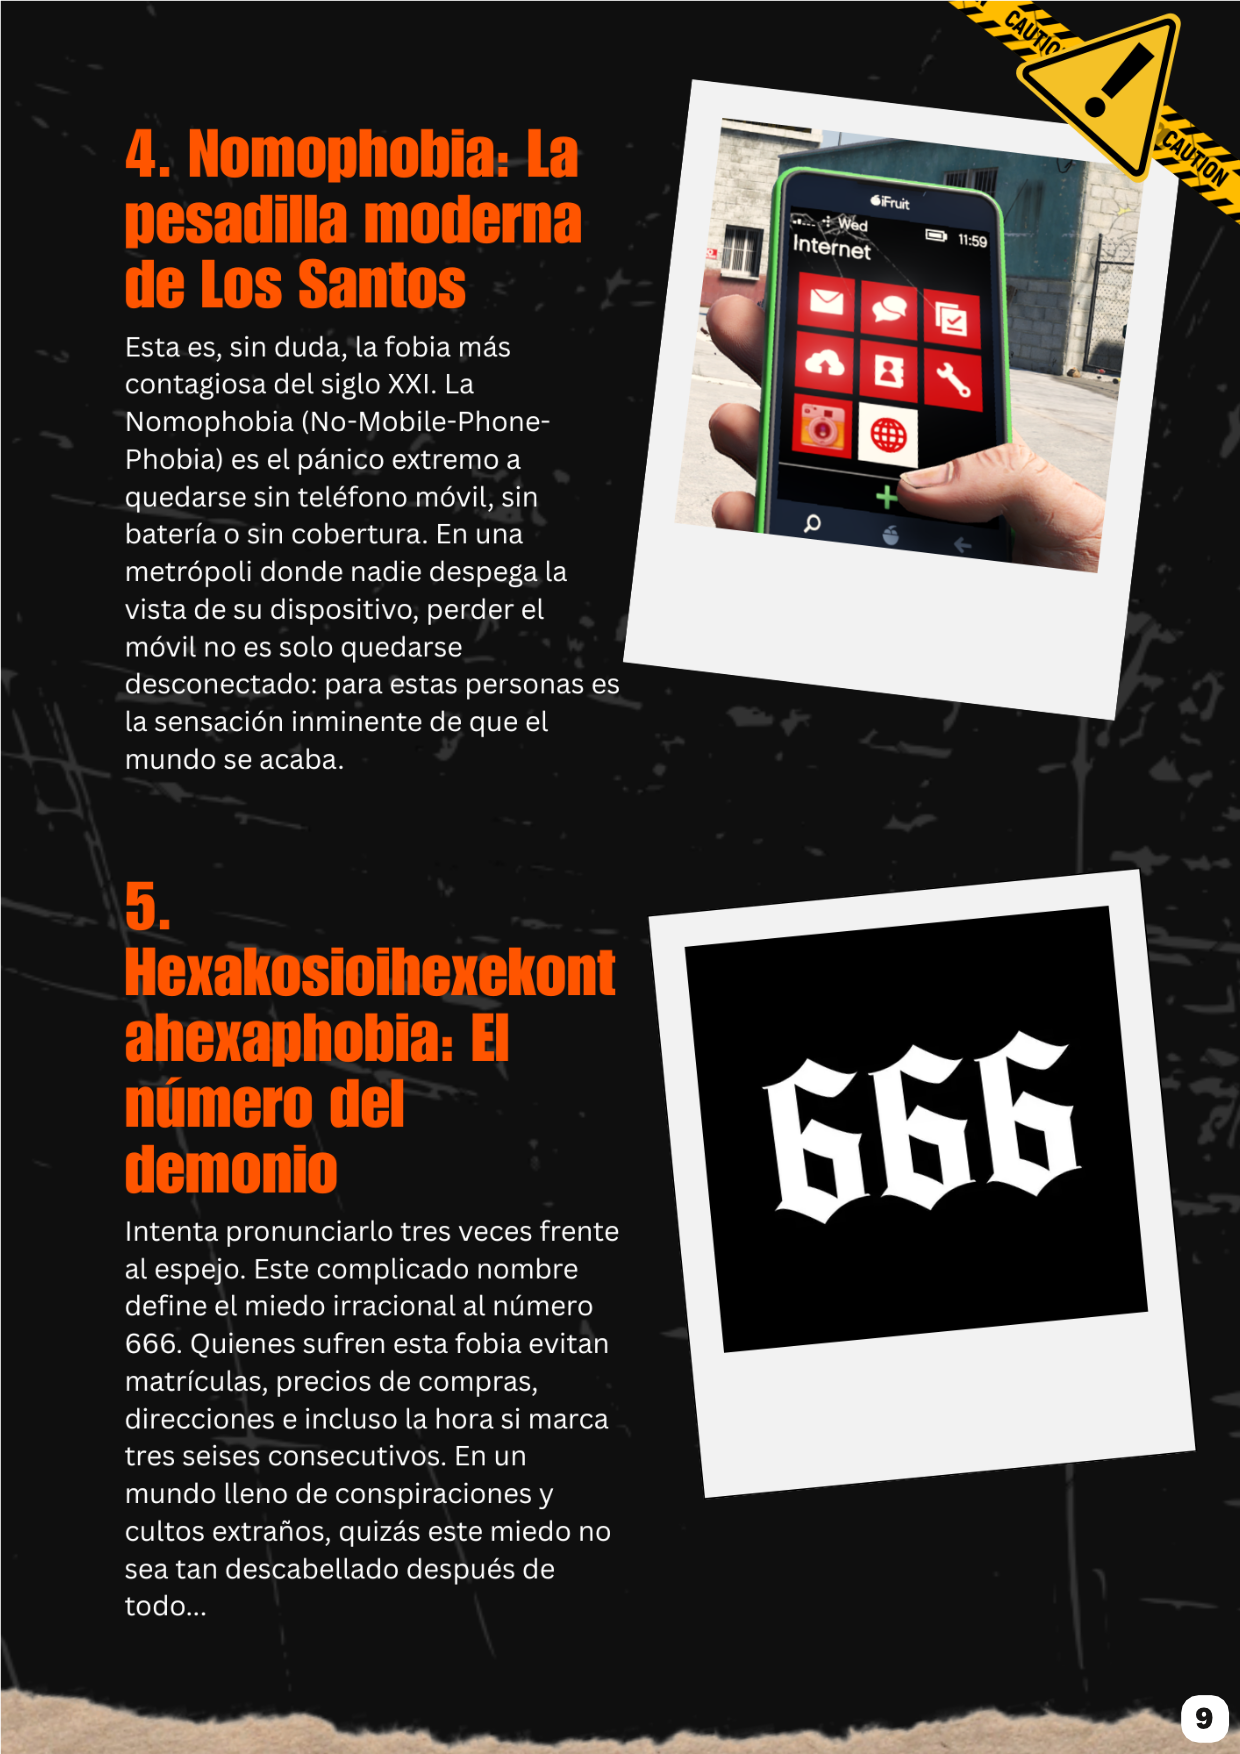 CAUTIO
CAUTION
4. Nomophobia: La
pesadilla moderna
de Los Santos
Esta es, sin duda, la fobia más
contagiosa del siglo XXI. La
Nomophobia (No-Mobile-Phone-
Phobia) es el pánico extremo a
quedarse sin teléfono móvil, sin
batería o sin cobertura. En una
metrópoli donde nadie despega la
vista de su dispositivo, perder el
móvil no es solo quedarse
desconectado: para estas personas es
la sensación inminente de que el
mundo se acaba.
iFruit
Wed
11:59
Internet
5.
Hexakosioihexekont
ahexaphobia: El
número del
demonio
Intenta pronunciarlo tres veces frente
al espejo. Este complicado nombre
define el miedo irracional al número
666. Quienes sufren esta fobia evitan
matrículas, precios de compras,
direcciones e incluso la hora si marca
tres seises consecutivos. En un
mundo lleno de conspiraciones y
cultos extraños, quizás este miedo no
sea tan descabellado después de
todo...
666
9